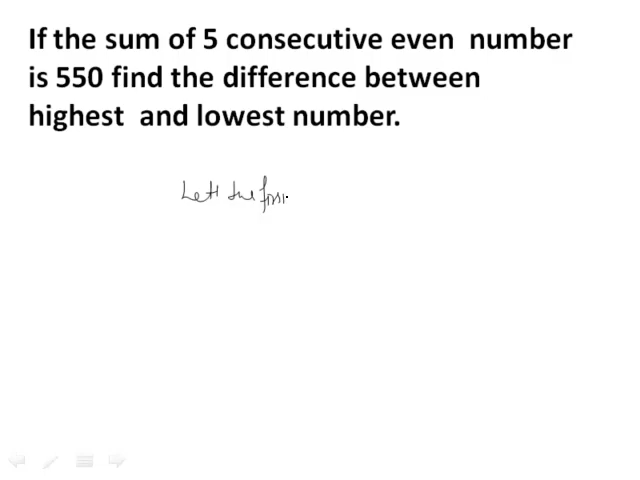 If the sum of 5 consecutive even number
is 550 find the difference between
highest and lowest number.
Let the firs